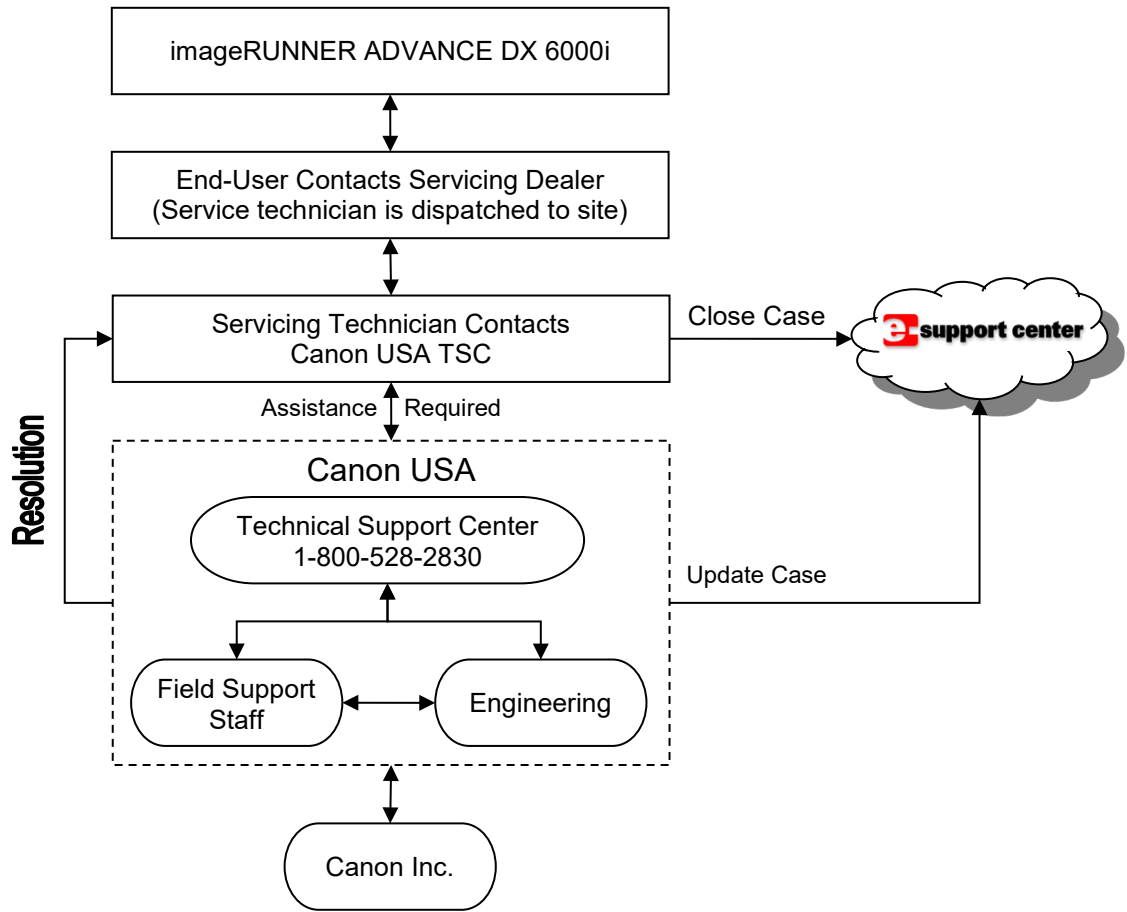 imageRUNNER ADVANCE DX 6000i
End-User Contacts Servicing Dealer
(Service technician is dispatched to site)
Servicing Technician Contacts
Canon USA TSC
Close Case
e-support center
Assistance Required
Resolution
Canon USA
Technical Support Center
1-800-528-2830
Update Case
Field Support
Staff
Engineering
Canon Inc.